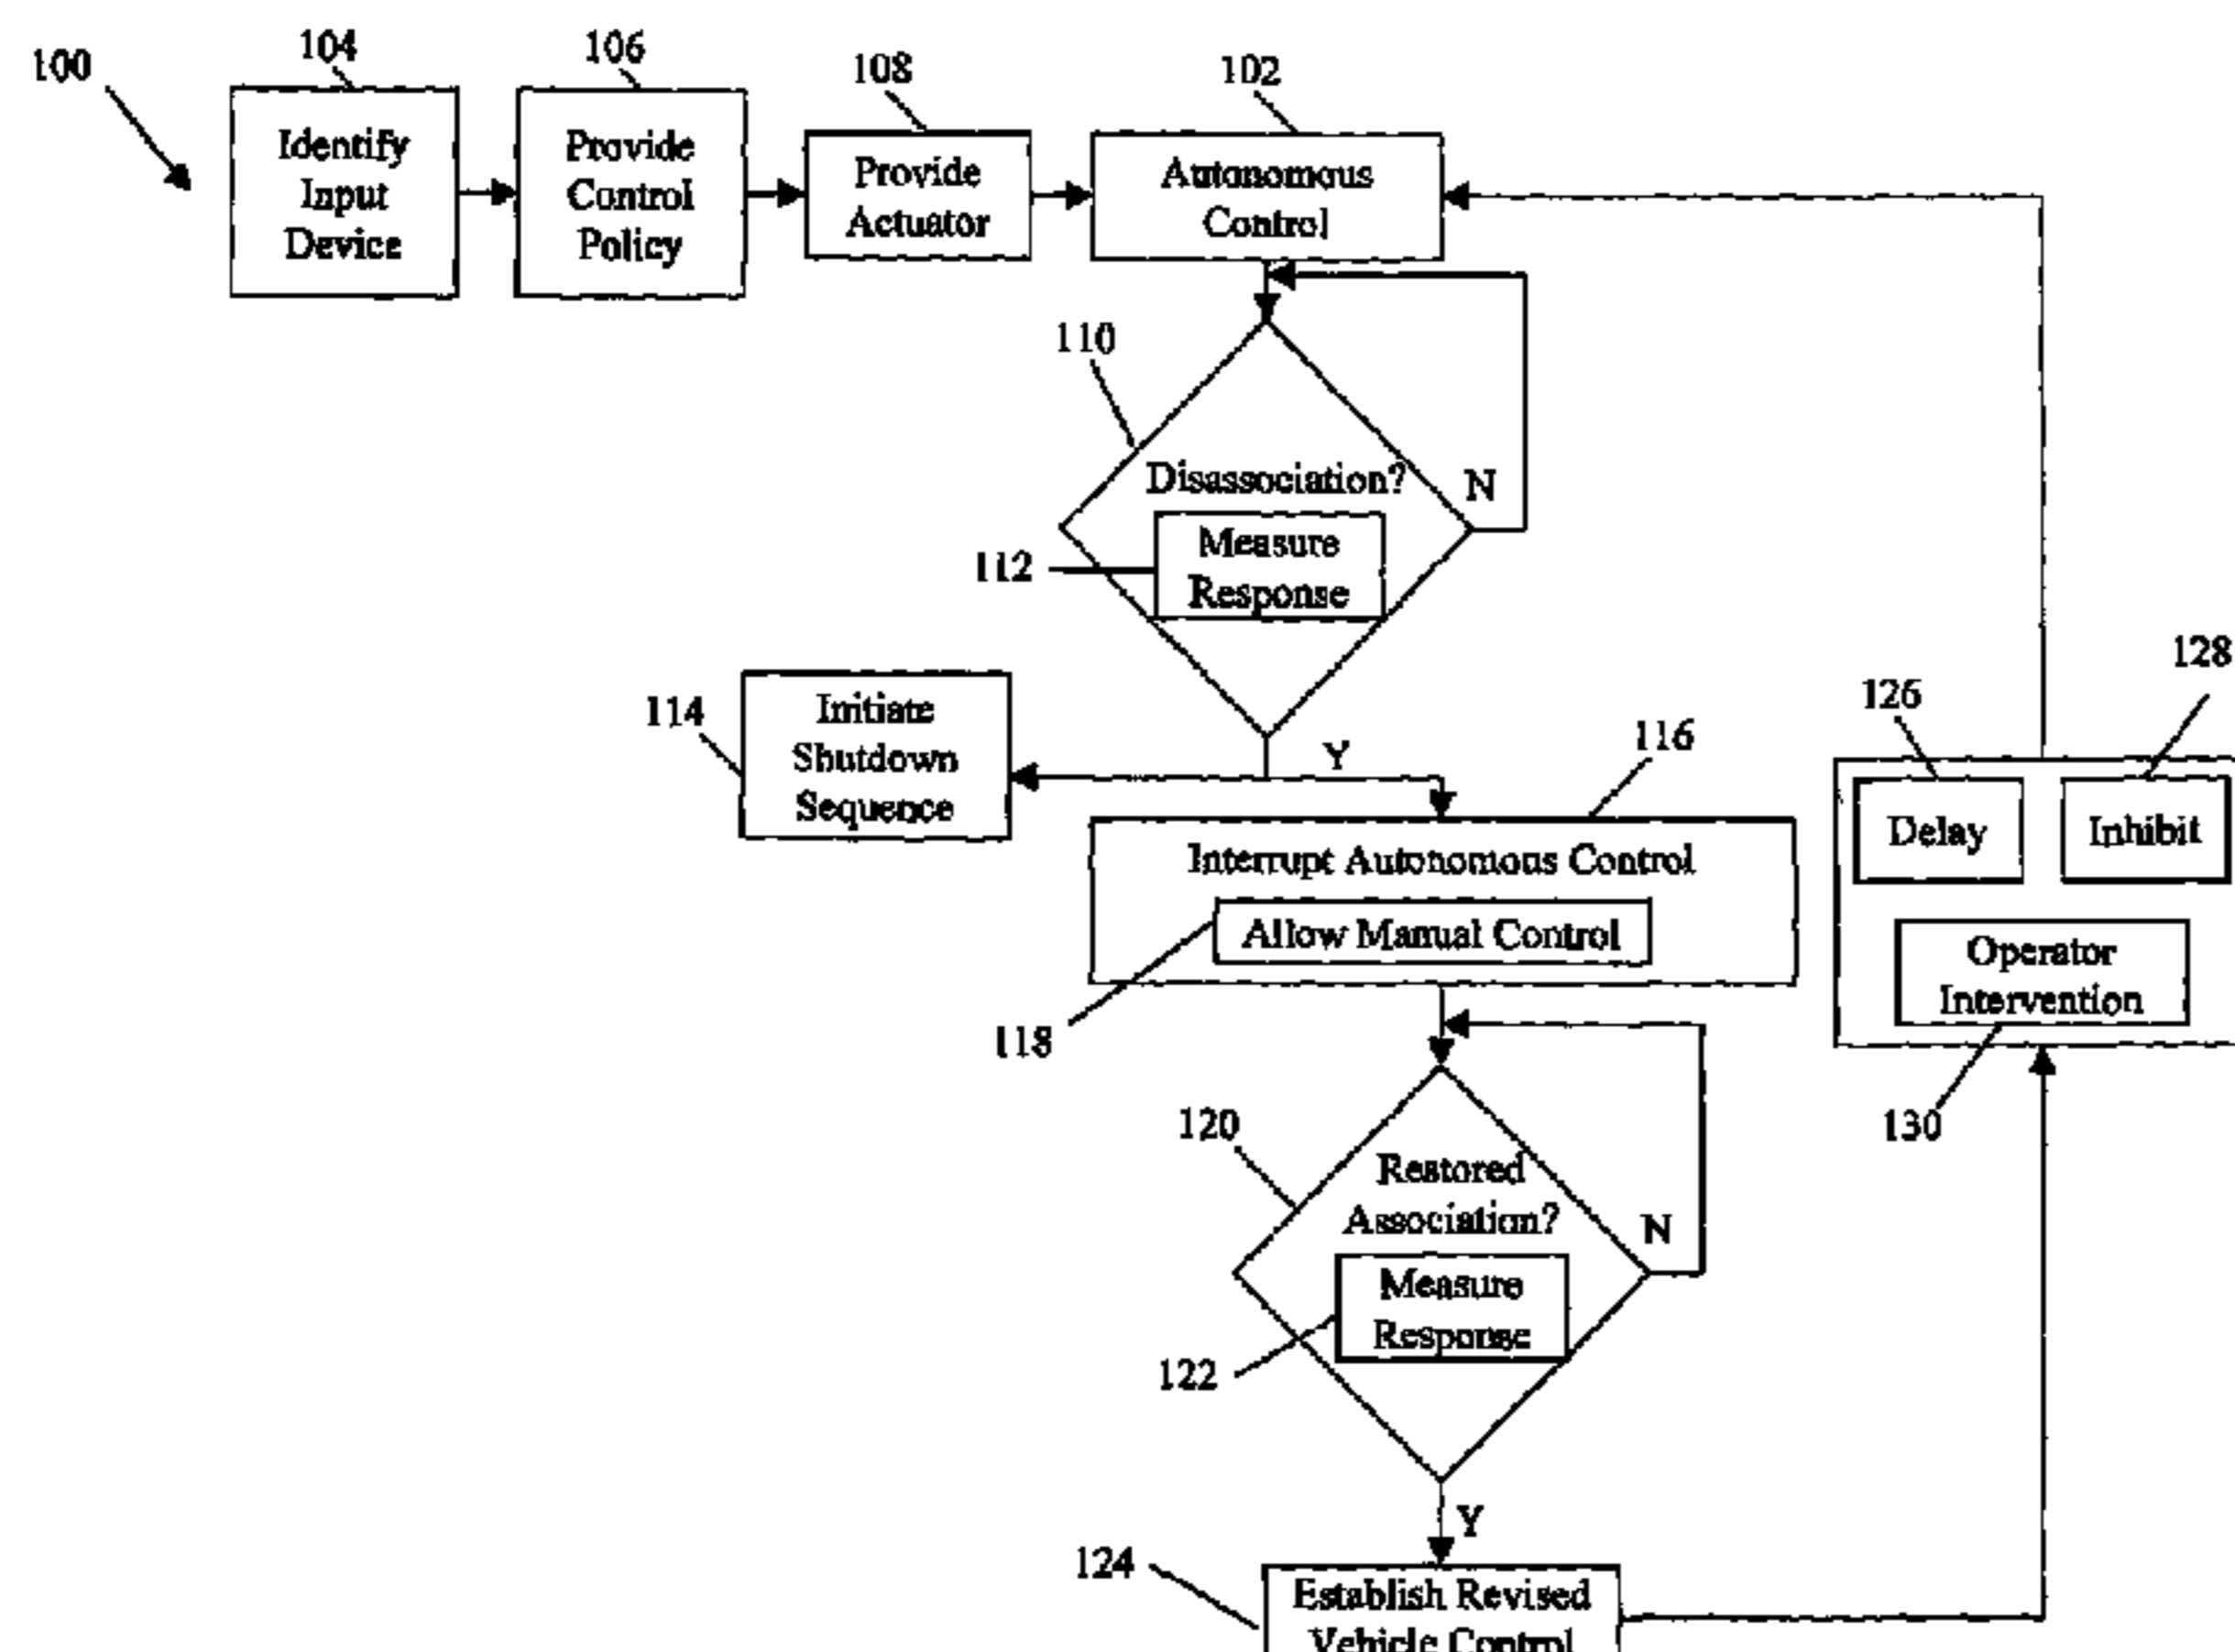 100
104
106
108
102
Identify
Input
Device
Provide
Control
Policy
Provide
Actuator
Autonomous
Control
110
Disassociation?
N
112
Measure
Response
114
Initiate
Shutdown
Sequence
Y
116
Interrupt Autonomous Control
Allow Manual Control
118
126
128
Delay
Inhibit
Operator
Intervention
130
120
Restored
Association?
N
122
Measure
Response
Y
124
Establish Revised
Vehicle Control